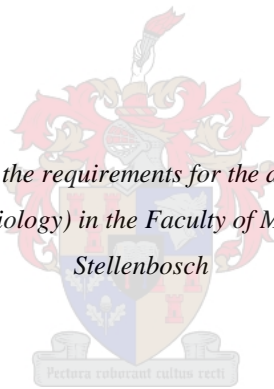 the requirements for the d
iology) in the Faculty of M
Stellenbosch
Pectora roborant cultus recti